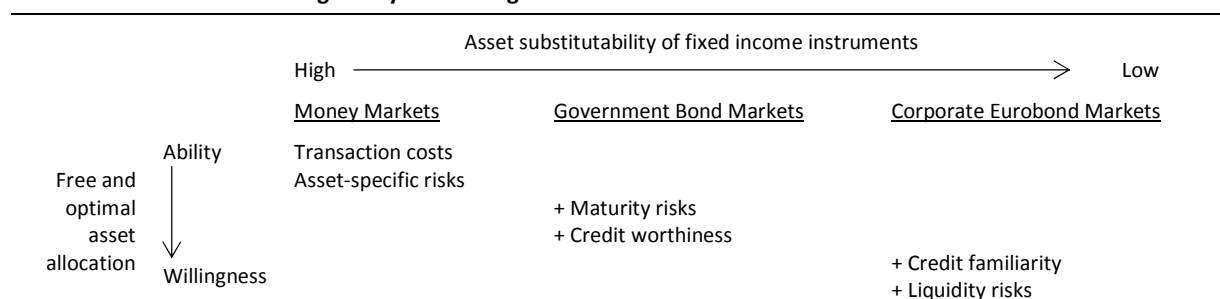 Asset substitutability of fixed income instruments
High Low
Money Markets Government Bond Markets Corporate Eurobond Markets
Ability Transaction costs
Free and Asset-specific risks
optimal + Maturity risks
asset + Credit worthiness
allocation Willingness + Credit familiarity
+ Liquidity risks